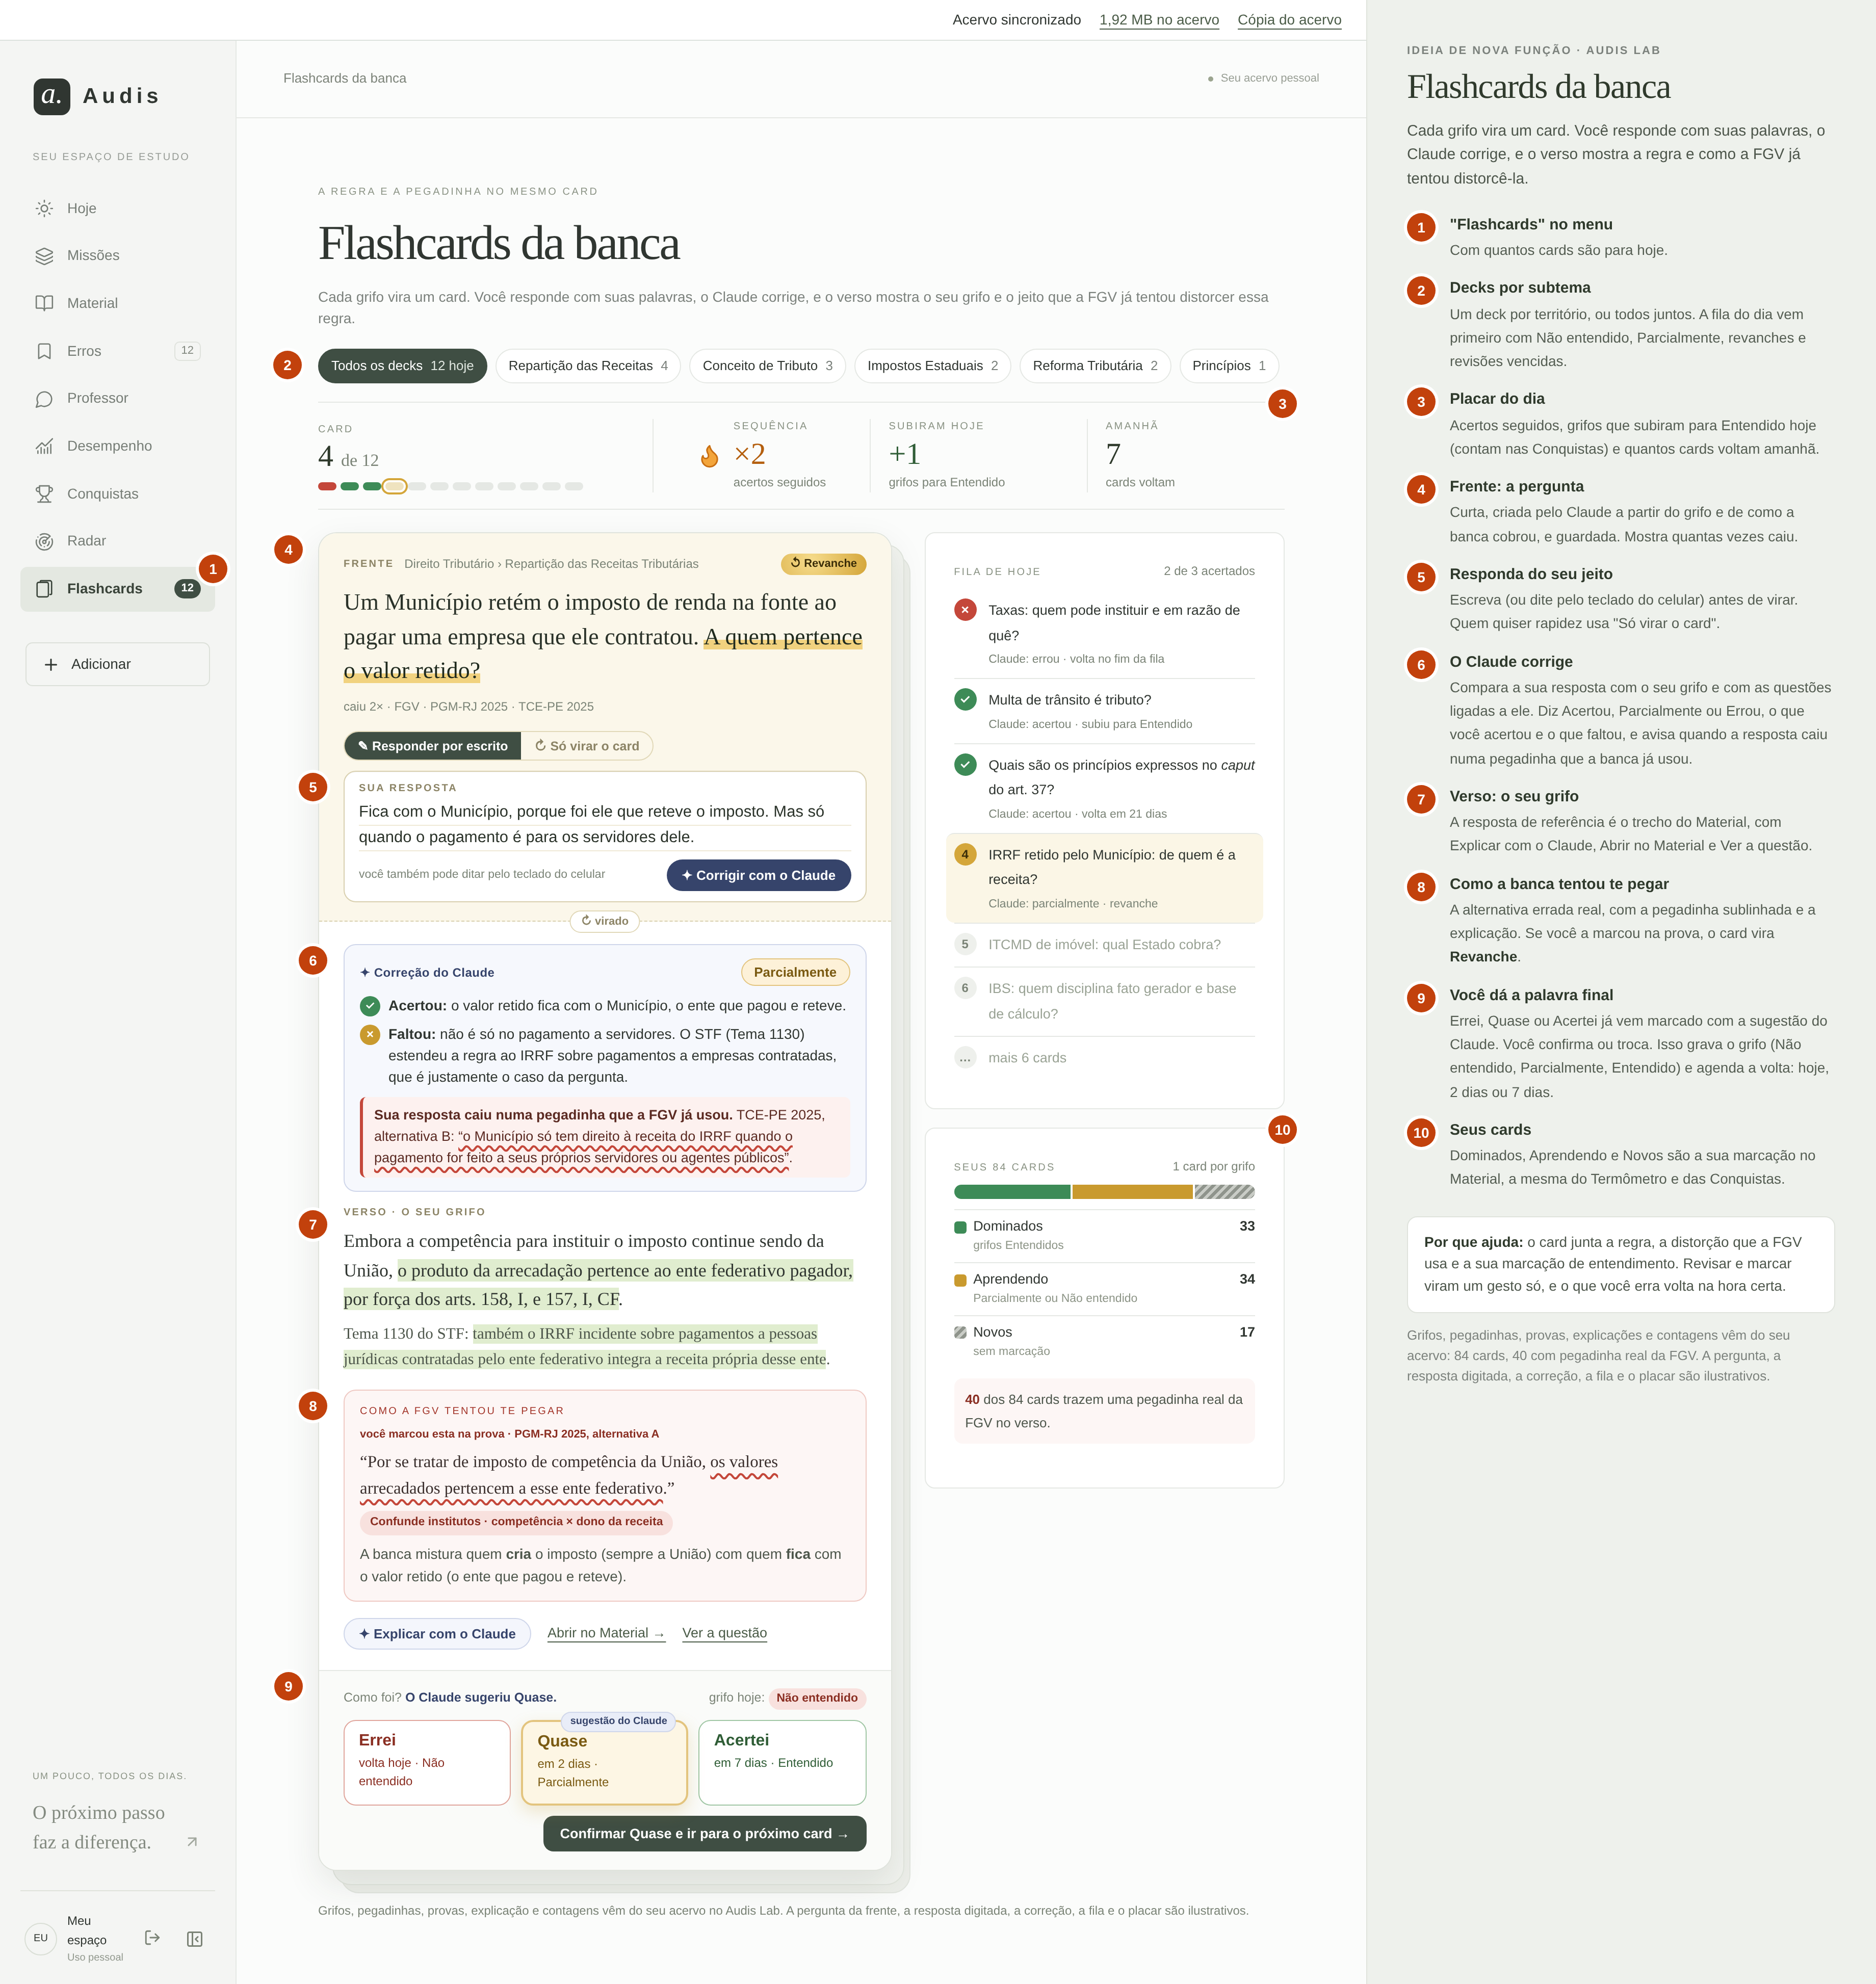 Acervo sincronizado 1,92 MB no acervo Cópia do acervo
a. Audis
SEU ESPAÇO DE ESTUDO
Hoje
Missões
Material
Erros 12
Professor
Desempenho
Conquistas
Radar
1
Flashcards 12
Adicionar
UM POUCO, TODOS OS DIAS.
O próximo passo
faz a diferença.
EU
Meu
espaço
Uso pessoal
Flashcards da banca
Seu acervo pessoal
A REGRA E A PEGADINHA NO MESMO CARD
Flashcards da banca
Cada grifo vira um card. Você responde com suas palavras, o Claude corrige, e o verso mostra o seu grifo e o jeito que a FGV já tentou distorcer essa
regra.
2
Todos os decks 12 hoje Repartição das Receitas 4 Conceito de Tributo 3 Impostos Estaduais 2 Reforma Tributária 2 Princípios 1
3
CARD
4 de 12
SEQUÊNCIA
×2
acertos seguidos
SUBIRAM HOJE
+1
grifos para Entendido
AMANHÃ
7
cards voltam
4
FRENTE Direito Tributário › Repartição das Receitas Tributárias Revanche
Um Município retém o imposto de renda na fonte ao
pagar uma empresa que ele contratou. A quem pertence
o valor retido?
caiu 2× · FGV · PGM-RJ 2025 · TCE-PE 2025
✎ Responder por escrito ↻ Só virar o card
5
SUA RESPOSTA
Fica com o Município, porque foi ele que reteve o imposto. Mas só
quando o pagamento é para os servidores dele.
você também pode ditar pelo teclado do celular ✦ Corrigir com o Claude
↻ virado
6
✦ Correção do Claude Parcialmente
Acertou: o valor retido fica com o Município, o ente que pagou e reteve.
Faltou: não é só no pagamento a servidores. O STF (Tema 1130)
estendeu a regra ao IRRF sobre pagamentos a empresas contratadas,
que é justamente o caso da pergunta.
Sua resposta caiu numa pegadinha que a FGV já usou. TCE-PE 2025,
alternativa B: “o Município só tem direito à receita do IRRF quando o
pagamento for feito a seus próprios servidores ou agentes públicos”.
7
VERSO · O SEU GRIFO
Embora a competência para instituir o imposto continue sendo da
União, o produto da arrecadação pertence ao ente federativo pagador,
por força dos arts. 158, I, e 157, I, CF.
Tema 1130 do STF: também o IRRF incidente sobre pagamentos a pessoas
jurídicas contratadas pelo ente federativo integra a receita própria desse ente.
8
COMO A FGV TENTOU TE PEGAR
você marcou esta na prova · PGM-RJ 2025, alternativa A
“Por se tratar de imposto de competência da União, os valores
arrecadados pertencem a esse ente federativo.”
Confunde institutos · competência × dono da receita
A banca mistura quem cria o imposto (sempre a União) com quem fica com
o valor retido (o ente que pagou e reteve).
✦ Explicar com o Claude Abrir no Material → Ver a questão
9
Como foi? O Claude sugeriu Quase. grifo hoje: Não entendido
sugestão do Claude
Errei
volta hoje · Não
entendido
Quase
em 2 dias ·
Parcialmente
Acertei
em 7 dias · Entendido
Confirmar Quase e ir para o próximo card →
Grifos, pegadinhas, provas, explicação e contagens vêm do seu acervo no Audis Lab. A pergunta da frente, a resposta digitada, a correção, a fila e o placar são ilustrativos.
FILA DE HOJE 2 de 3 acertados
Taxas: quem pode instituir e em razão de
quê?
Claude: errou · volta no fim da fila
Multa de trânsito é tributo?
Claude: acertou · subiu para Entendido
Quais são os princípios expressos no caput
do art. 37?
Claude: acertou · volta em 21 dias
4 IRRF retido pelo Município: de quem é a
receita?
Claude: parcialmente · revanche
5 ITCMD de imóvel: qual Estado cobra?
6 IBS: quem disciplina fato gerador e base
de cálculo?
… mais 6 cards
10
SEUS 84 CARDS 1 card por grifo
Dominados 33
grifos Entendidos
Aprendendo 34
Parcialmente ou Não entendido
Novos 17
sem marcação
40 dos 84 cards trazem uma pegadinha real da
FGV no verso.
IDEIA DE NOVA FUNÇÃO · AUDIS LAB
Flashcards da banca
Cada grifo vira um card. Você responde com suas palavras, o
Claude corrige, e o verso mostra a regra e como a FGV já
tentou distorcê-la.
1 "Flashcards" no menu
Com quantos cards são para hoje.
2 Decks por subtema
Um deck por território, ou todos juntos. A fila do dia vem
primeiro com Não entendido, Parcialmente, revanches e
revisões vencidas.
3 Placar do dia
Acertos seguidos, grifos que subiram para Entendido hoje
(contam nas Conquistas) e quantos cards voltam amanhã.
4 Frente: a pergunta
Curta, criada pelo Claude a partir do grifo e de como a
banca cobrou, e guardada. Mostra quantas vezes caiu.
5 Responda do seu jeito
Escreva (ou dite pelo teclado do celular) antes de virar.
Quem quiser rapidez usa "Só virar o card".
6 O Claude corrige
Compara a sua resposta com o seu grifo e com as questões
ligadas a ele. Diz Acertou, Parcialmente ou Errou, o que
você acertou e o que faltou, e avisa quando a resposta caiu
numa pegadinha que a banca já usou.
7 Verso: o seu grifo
A resposta de referência é o trecho do Material, com
Explicar com o Claude, Abrir no Material e Ver a questão.
8 Como a banca tentou te pegar
A alternativa errada real, com a pegadinha sublinhada e a
explicação. Se você a marcou na prova, o card vira
Revanche.
9 Você dá a palavra final
Errei, Quase ou Acertei já vem marcado com a sugestão do
Claude. Você confirma ou troca. Isso grava o grifo (Não
entendido, Parcialmente, Entendido) e agenda a volta: hoje,
2 dias ou 7 dias.
10 Seus cards
Dominados, Aprendendo e Novos são a sua marcação no
Material, a mesma do Termômetro e das Conquistas.
Por que ajuda: o card junta a regra, a distorção que a FGV
usa e a sua marcação de entendimento. Revisar e marcar
viram um gesto só, e o que você erra volta na hora certa.
Grifos, pegadinhas, provas, explicações e contagens vêm do seu
acervo: 84 cards, 40 com pegadinha real da FGV. A pergunta, a
resposta digitada, a correção, a fila e o placar são ilustrativos.